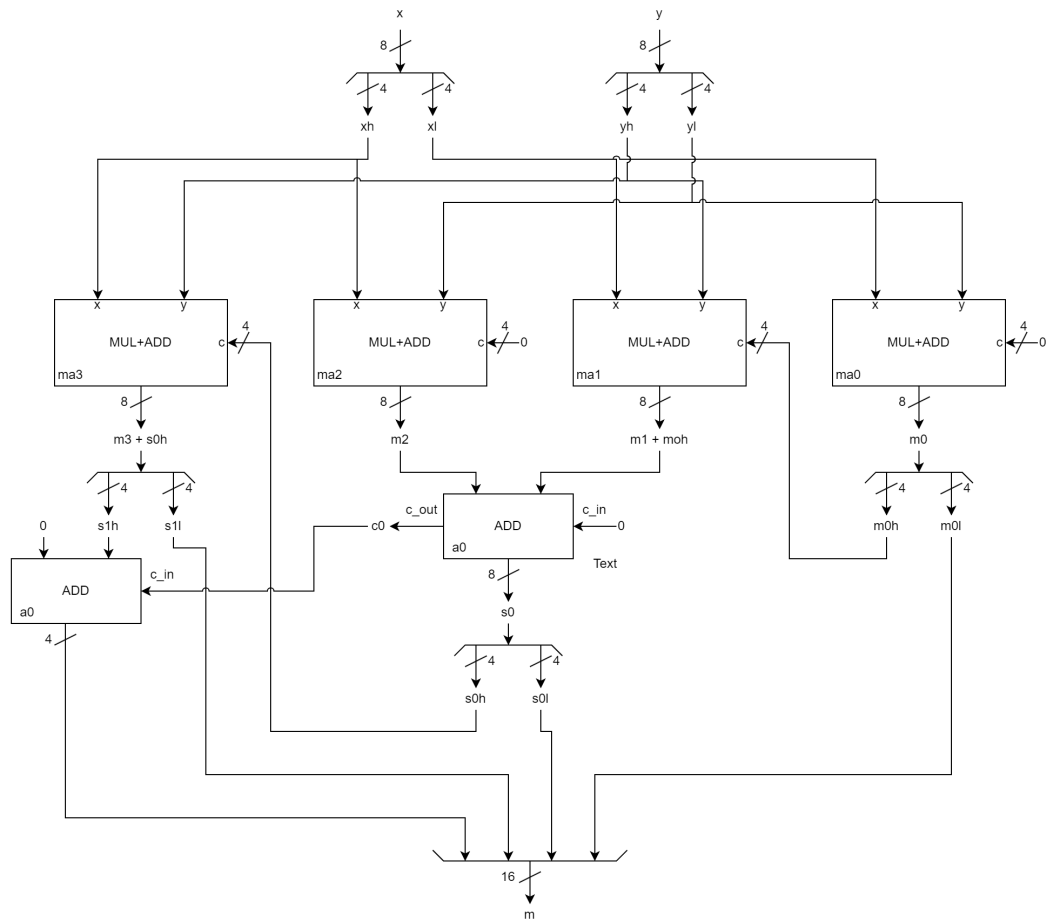 x y
8 8
4 4 4 4
xh xl yh yl
x y x y x y x y
4 4 4 4
MUL+ADD c MUL+ADD c 0 MUL+ADD c MUL+ADD c 0
ma3 ma2 ma1 ma0
8 8 8 8
m3 + s0h m2 m1 + moh m0
4 4 4 4
c_out c_in
0 s1h s1l c0 ADD 0 m0h m0l
a0
Text
c_in 8
ADD
a0 s0
4
4 4
s0h s0l
16
m